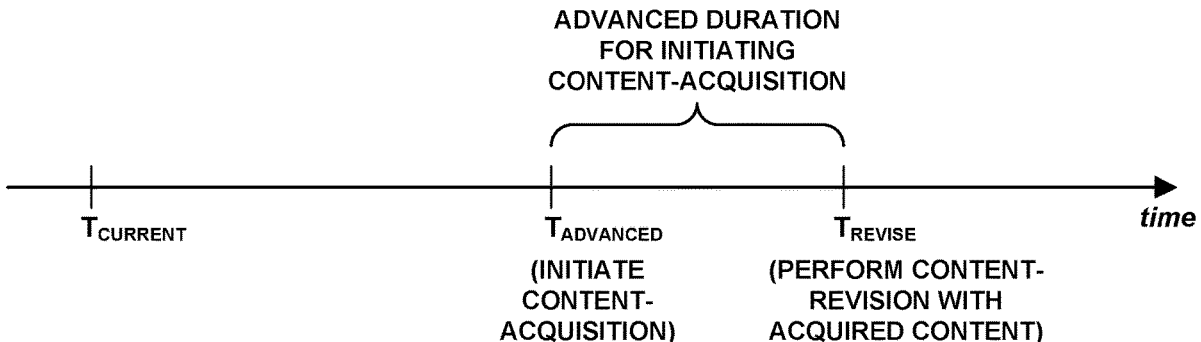 ADVANCED DURATION
FOR INITIATING
CONTENT-ACQUISITION
time
TCURRENT
TADVANCED
(INITIATE
CONTENT-
ACQUISITION)
TREVISE
(PERFORM CONTENT-
REVISION WITH
ACQUIRED CONTENT)